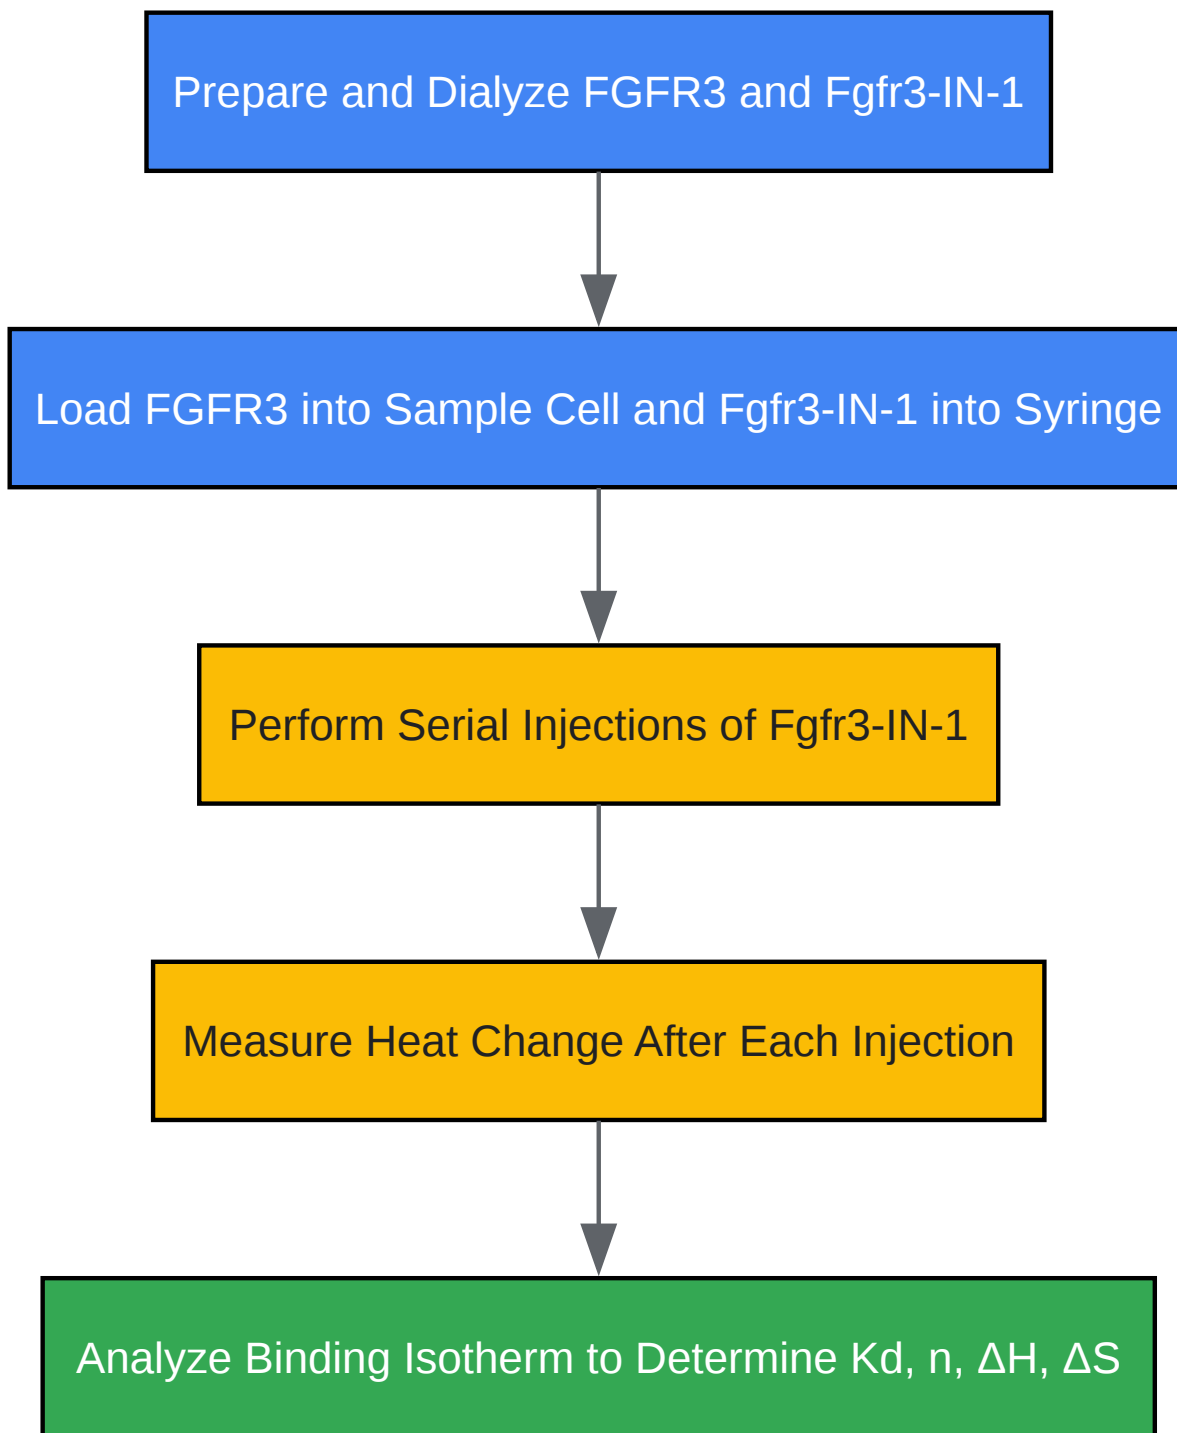 Prepare and Dialyze FGFR3 and Fgfr3-IN-1
Load FGFR3 into Sample Cell and Fgfr3-IN-1 into Syringe
Perform Serial Injections of Fgfr3-IN-1
Measure Heat Change After Each Injection
Analyze Binding Isotherm to Determine Kd, n, ΔH, ΔS